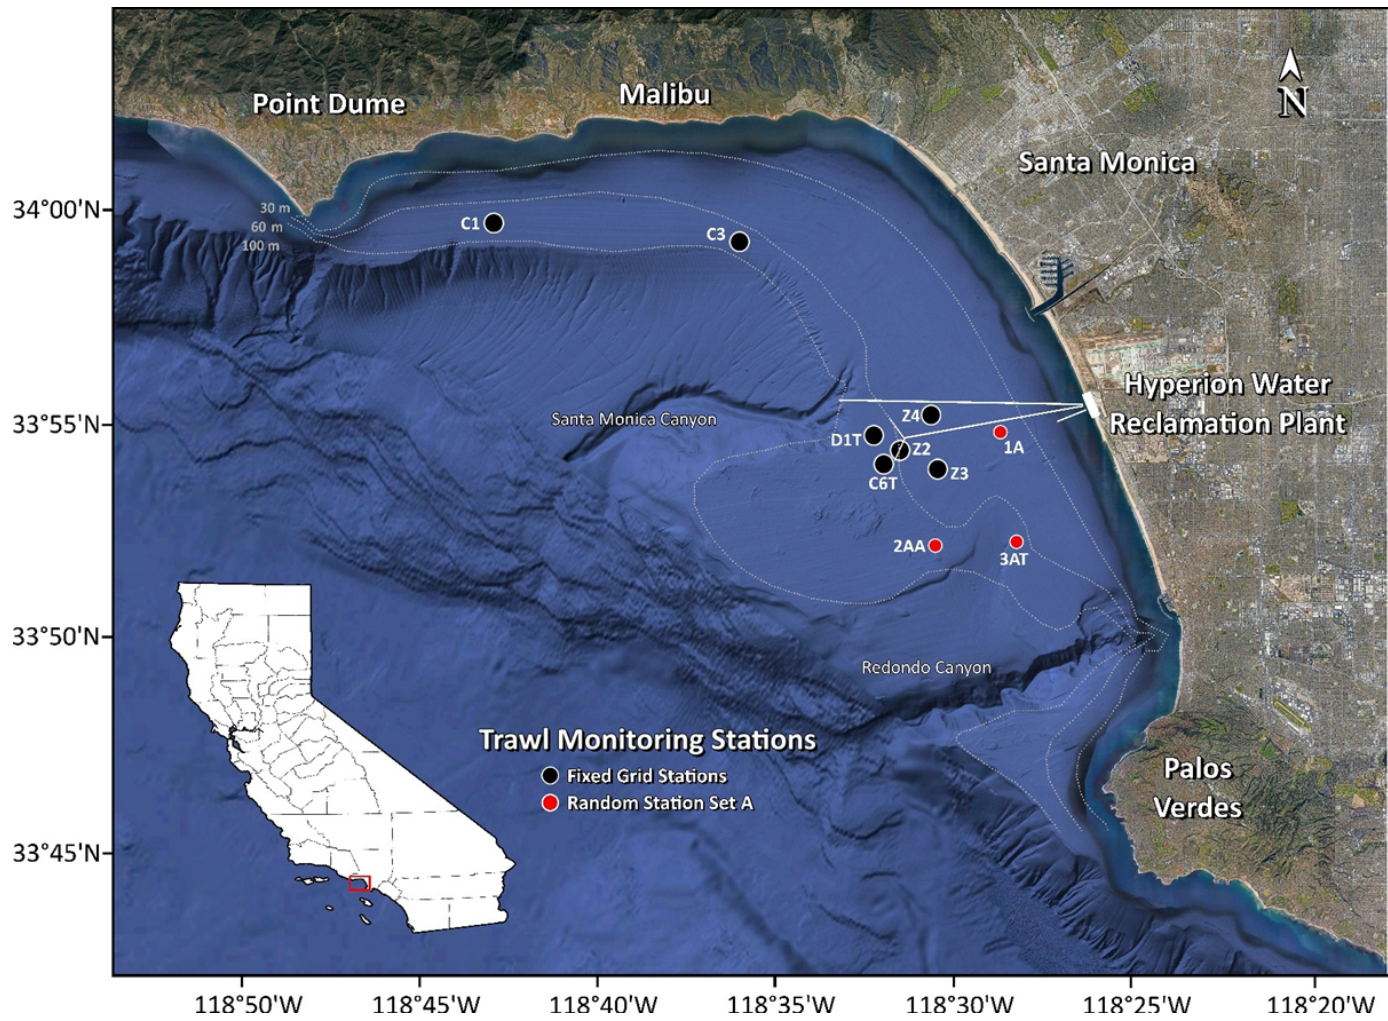 Point Dume
Malibu
N
Santa Monica
34°00'N
30 m
60 m
100 m
C1
C3
Hyperion Water
Reclamation Plant
33°55'N
Santa Monica Canyon
Z4
D1T
Z2
1A
C6T
Z3
2AA
3AT
33°50'N
Redondo Canyon
Trawl Monitoring Stations
Fixed Grid Stations
Random Station Set A
Palos
Verdes
33°45'N
118°50'W
118°45'W
118°40'W
118°35'W
118°30'W
118°25'W
118°20'W